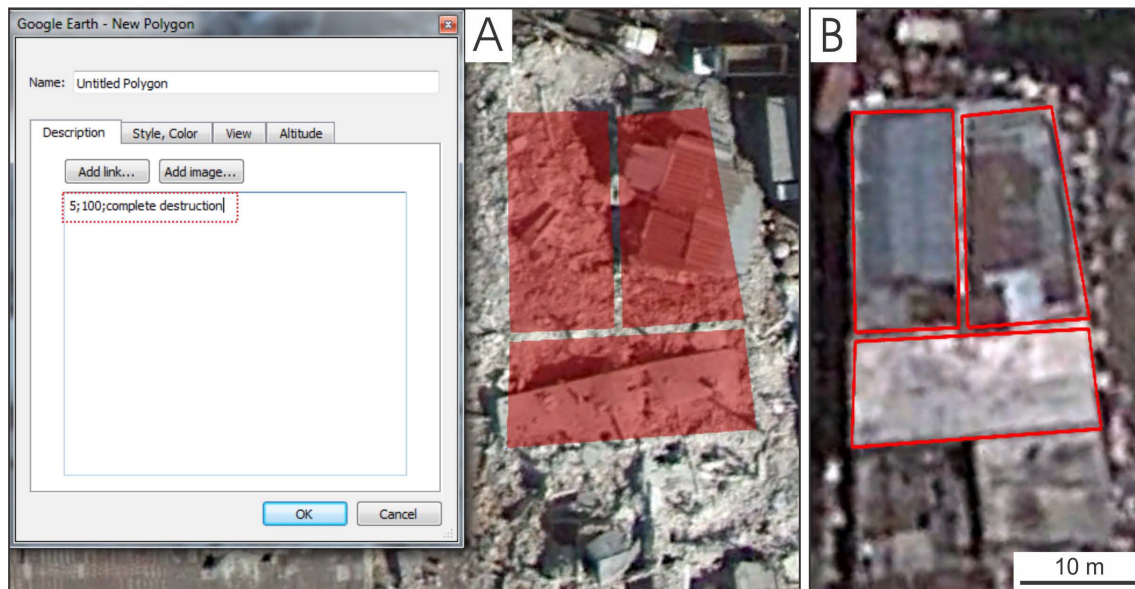 Google Earth - New Polygon
A
B
Name: Untitled Polygon
Description Style, Color View Altitude
Add link... Add image...
5;100;complete destruction
OK Cancel
10 m